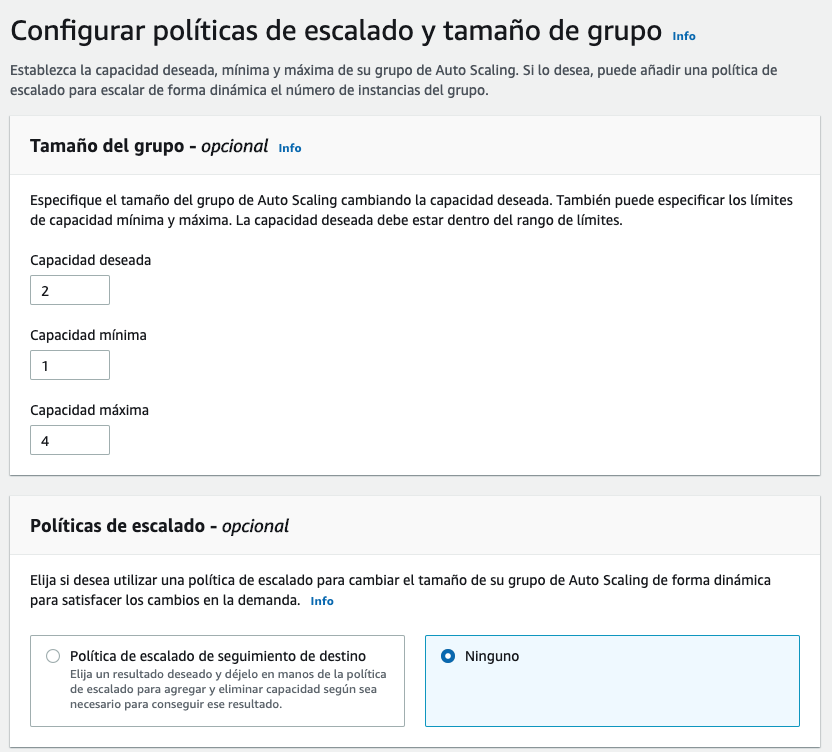 Configurar políticas de escalado y tamaño de grupo Info
Establezca la capacidad deseada, mínima y máxima de su grupo de Auto Scaling. Si lo desea, puede añadir una política de
escalado para escalar de forma dinámica el número de instancias del grupo.
Tamaño del grupo - opcional Info
Especifique el tamaño del grupo de Auto Scaling cambiando la capacidad deseada. También puede especificar los límites
de capacidad mínima y máxima. La capacidad deseada debe estar dentro del rango de límites.
Capacidad deseada
2
Capacidad mínima
1
Capacidad máxima
4
Políticas de escalado - opcional
Elija si desea utilizar una política de escalado para cambiar el tamaño de su grupo de Auto Scaling de forma dinámica
para satisfacer los cambios en la demanda. Info
Política de escalado de seguimiento de destino
Elija un resultado deseado y déjelo en manos de la política
de escalado para agregar y eliminar capacidad según sea
necesario para conseguir ese resultado.
Ninguno